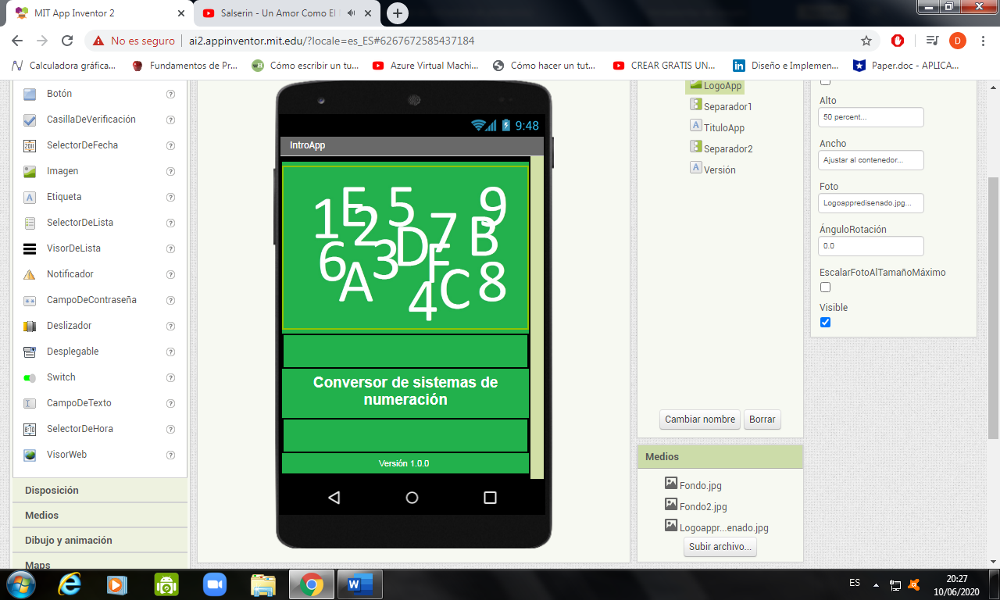 MIT App Inventor 2
Salserin - Un Amor Como El
No es seguro
ai2.appinventor.mit.edu/?locale=es_ES#6267672585437184
D
Calculadora gráfica...
Fundamentos de Pr...
Cómo escribir un tu...
Azure Virtual Machi...
Cómo hacer un tut...
CREAR GRATIS UN...
Diseño e Implemen...
Paper.doc - APLICA...
Botón
CasillaDeVerificación
SelectorDeFecha
Imagen
Etiqueta
SelectorDeLista
VisorDeLista
Notificador
CampoDeContraseña
Deslizador
Desplegable
Switch
CampoDeTexto
SelectorDeHora
VisorWeb
Disposición
Medios
Dibujo y animación
Maps
9:48
IntroApp
1 E 2 5 7 9 B
6 A 3 D F 4 C 8
Conversor de sistemas de
numeración
Versión 1.0.0
LogoApp
Separador1
TituloApp
Separador2
Versión
Cambiar nombre
Borrar
Medios
Fondo.jpg
Fondo2.jpg
Logoappr...enado.jpg
Subir archivo...
Alto
50 percent...
Ancho
Ajustar al contenedor...
Foto
Logoappredisenado.jpg...
ÁnguloRotación
0.0
EscalarFotoAlTamañoMáximo
Visible
ES
20:27
10/06/2020